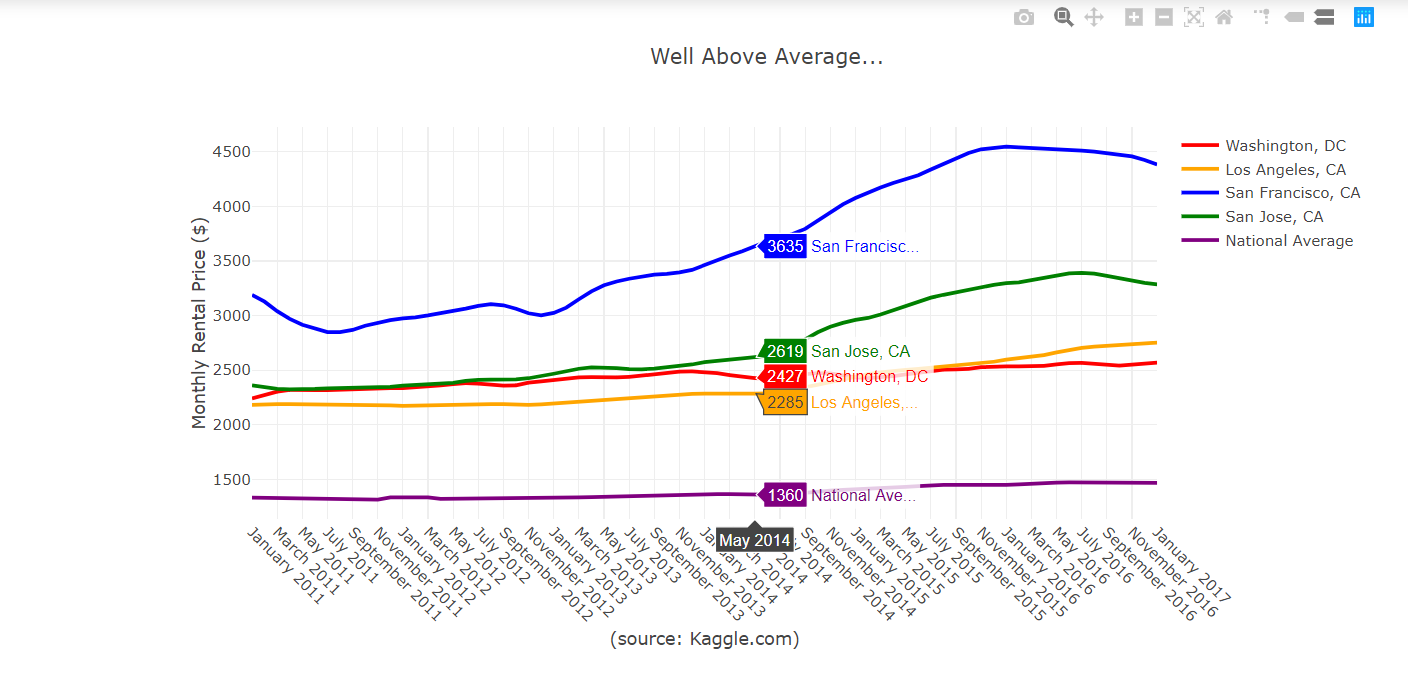 Well Above Average...
Monthly Rental Price ($)
4500
4000
3500
3000
2500
2000
1500
Washington, DC
Los Angeles, CA
San Francisco, CA
San Jose, CA
National Average
3635 San Francisc...
2619 San Jose, CA
2427 Washington, DC
2285 Los Angeles,...
1360 National Ave...
May 2014
January 2011
March 2011
May 2011
July 2011
September 2011
November 2011
January 2012
March 2012
May 2012
July 2012
September 2012
November 2012
January 2013
March 2013
May 2013
July 2013
September 2013
November 2013
January 2014
2014
2014
2014
September 2014
November 2014
January 2015
March 2015
May 2015
July 2015
September 2015
November 2015
January 2016
March 2016
May 2016
July 2016
September 2016
November 2016
January 2017
(source: Kaggle.com)